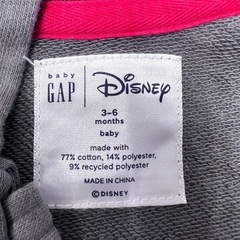 baby
GAP | Disney
3-6
months
baby
made with
77% cotton, 14% polyester,
9% recycled polyester
MADE IN CHINA
©DISNEY